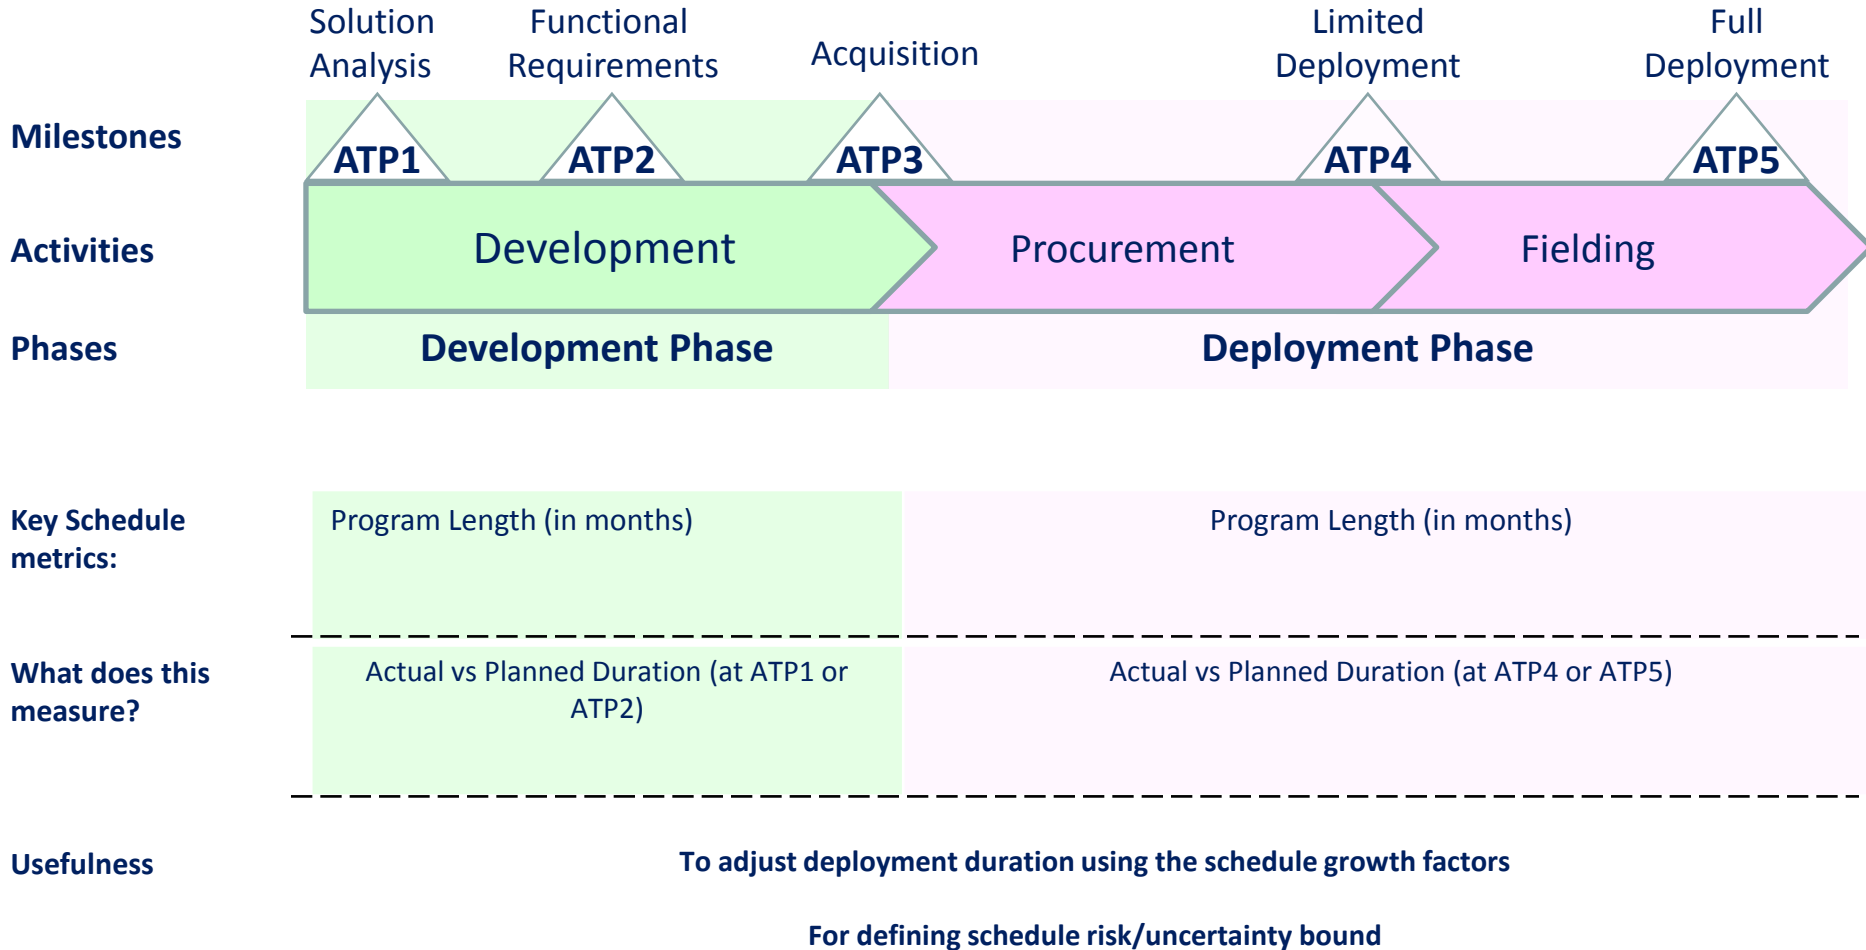 Solution
Analysis
Functional
Requirements
Acquisition
Limited
Deployment
Full
Deployment
Milestones
ATP1
ATP2
ATP3
ATP4
ATP5
Activities
Development
Procurement
Fielding
Phases
Development Phase
Deployment Phase
Key Schedule
metrics:
Program Length (in months)
Program Length (in months)
What does this
measure?
Actual vs Planned Duration (at ATP1 or
ATP2)
Actual vs Planned Duration (at ATP4 or ATP5)
Usefulness
To adjust deployment duration using the schedule growth factors
For defining schedule risk/uncertainty bound